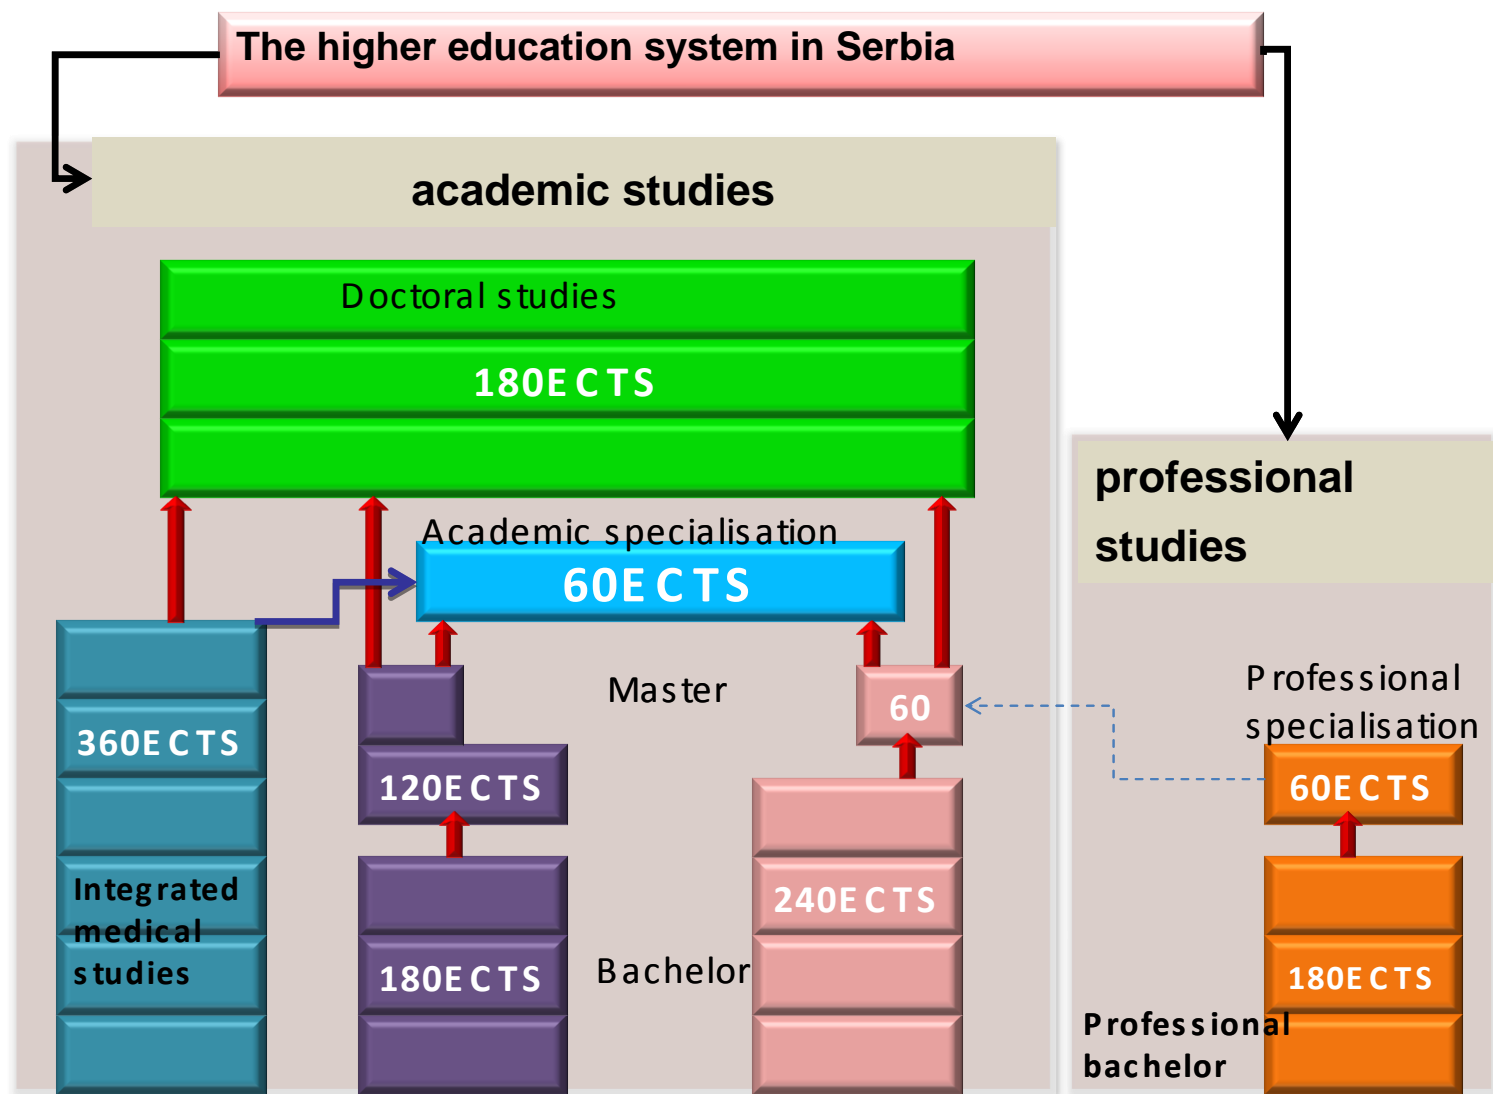 The higher education system in Serbia
academic studies
Doctoral studies
180ECTS
professional
studies
Academic specialisation
60ECTS
Master
60
Professional
specialisation
360ECTS
120ECTS
60ECTS
Integrated
medical
studies
240ECTS
180ECTS
Bachelor
180ECTS
Professional
bachelor